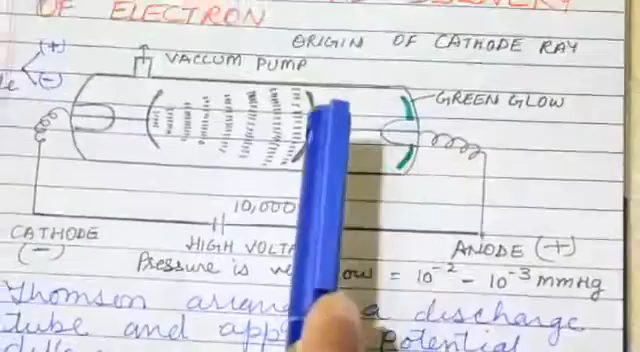 OF ELECTRON
ORIGIN OF CATHODE RAY
(+)
(-)
VACCUM PUMP
GREEN GLOW
10,000
CATHODE
(-)
HIGH VOLTA
ANODE (+)
Pressure is ow = 10⁻² - 10⁻³ mmHg
Thomson a discharge
tube and potential